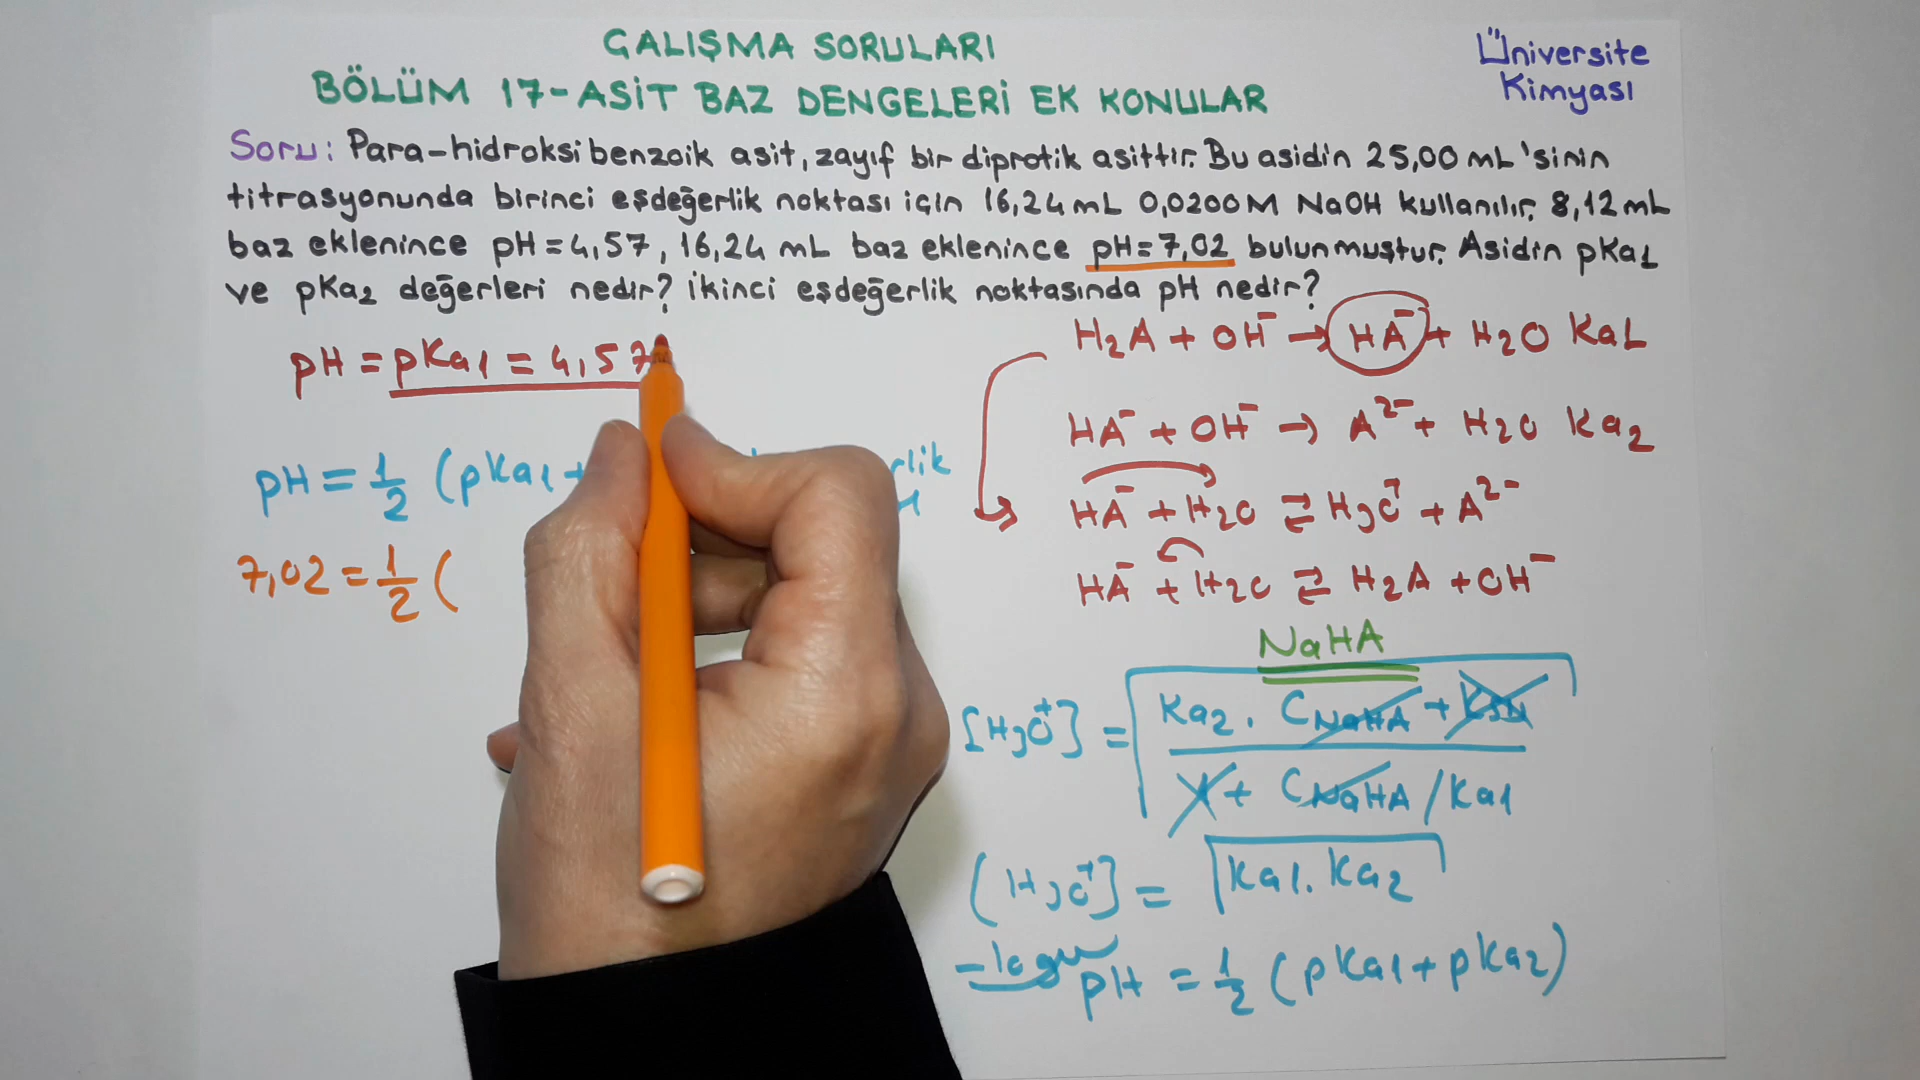 ÇALIŞMA SORULARI
BÖLÜM 17-ASİT BAZ DENGELERİ EK KONULAR
Üniversite
Kimyası
Soru: Para-hidroksibenzoik asit, zayıf bir diprotik asittir. Bu asidin 25,00 mL'sinin
titrasyonunda birinci eşdeğerlik noktası için 16,24 mL 0,0200M NaOH kullanılır. 8,12 mL
baz eklenince pH=4,57, 16,24 mL baz eklenince pH=7,02 bulunmuştur. Asidin pKa1
ve pKa2 değerleri nedir? İkinci eşdeğerlik noktasında pH nedir?
pH = pKa1 = 4,57
pH = 1/2 (pKa1+
7,02 = 1/2 (
H2A + OH⁻ → HA⁻ + H2O Ka1
HA⁻ + OH⁻ → A²⁻ + H2O Ka2
HA⁻ + H2O ⇄ H3O⁺ + A²⁻
HA⁻ + H2O ⇄ H2A + OH⁻
NaHA
[H3O⁺] = √ Ka2 . CNaHA + Ksu
1 + CNaHA / Ka1
[H3O⁺] = √Ka1.Ka2
pH = 1/2 (pKa1 + pKa2)